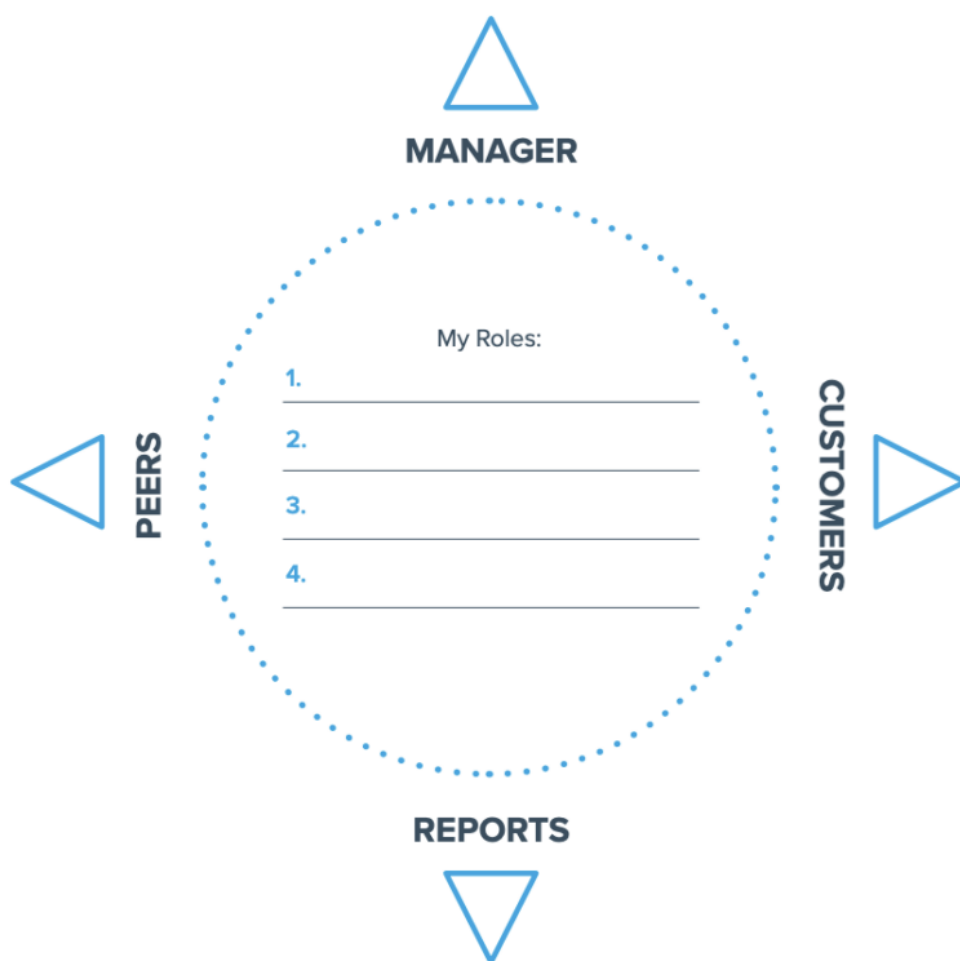 MANAGER
My Roles:
1.
2.
3.
4.
PEERS
CUSTOMERS
REPORTS